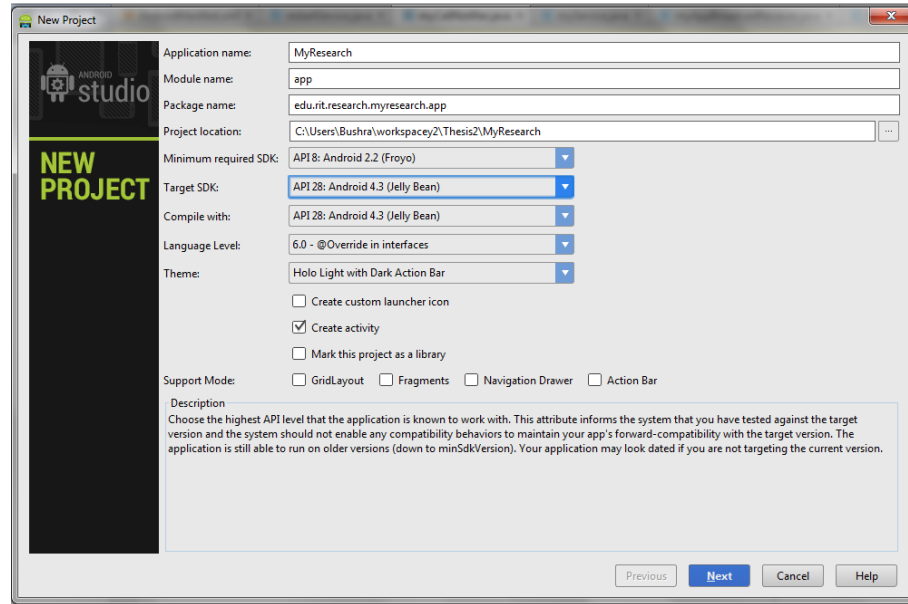 New Project
ANDROID
studio
NEW
PROJECT
Application name: MyResearch
Module name: app
Package name: edu.rit.research.myresearch.app
Project location: C:\Users\Bushra\workspacey2\Thesis2\MyResearch ...
Minimum required SDK: API 8: Android 2.2 (Froyo)
Target SDK: API 28: Android 4.3 (Jelly Bean)
Compile with: API 28: Android 4.3 (Jelly Bean)
Language Level: 6.0 - @Override in interfaces
Theme: Holo Light with Dark Action Bar
Create custom launcher icon
Create activity
Mark this project as a library
Support Mode: GridLayout Fragments Navigation Drawer Action Bar
Description
Choose the highest API level that the application is known to work with. This attribute informs the system that you have tested against the target
version and the system should not enable any compatibility behaviors to maintain your app's forward-compatibility with the target version. The
application is still able to run on older versions (down to minSdkVersion). Your application may look dated if you are not targeting the current version.
Previous Next Cancel Help